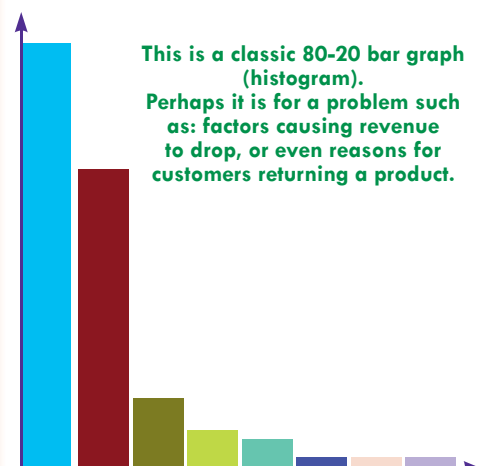 This is a classic 80-20 bar graph
(histogram).
Perhaps it is for a problem such
as: factors causing revenue
to drop, or even reasons for
customers returning a product.